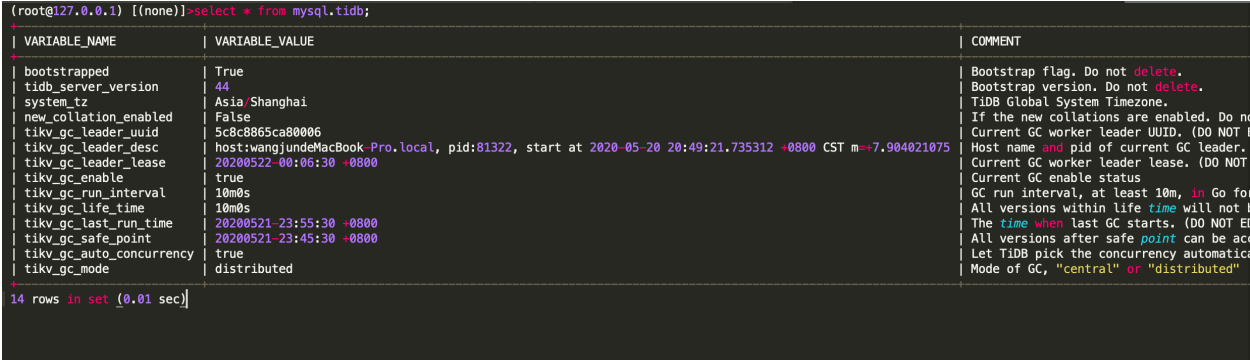 (root@127.0.0.1) [(none)]>select * from mysql.tidb;
| VARIABLE_NAME | VARIABLE_VALUE | COMMENT
| bootstrapped | True | Bootstrap flag. Do not delete.
| tidb_server_version | 44 | Bootstrap version. Do not delete.
| system_tz | Asia/Shanghai | TiDB Global System Timezone.
| new_collation_enabled | False | If the new collations are enabled. Do
| tikv_gc_leader_uuid | 5c8c8865ca80006 | Current GC worker leader UUID. (DO NOT
| tikv_gc_leader_desc | host:wangjundeMacBook-Pro.local, pid:81322, start at 2020-05-20 20:49:21.735312 +0800 CST m=+7.904021075 | Host name and pid of current GC leader.
| tikv_gc_leader_lease | 20200522-00:06:30 +0800 | Current GC worker leader lease. (DO NOT
| tikv_gc_enable | true | Current GC enable status
| tikv_gc_run_interval | 10m0s | GC run interval, at least 10m, in Go
| tikv_gc_life_time | 10m0s | All versions within life time will not
| tikv_gc_last_run_time | 20200521-23:55:30 +0800 | The time when last GC starts. (DO NOT
| tikv_gc_safe_point | 20200521-23:45:30 +0800 | All versions after safe point can be
| tikv_gc_auto_concurrency | true | Let TiDB pick the concurrency
| tikv_gc_mode | distributed | Mode of GC, "central" or "distributed"
14 rows in set (0.01 sec)